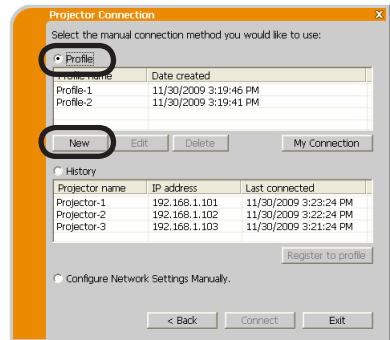 Projector Connection X
Select the manual connection method you would like to use:
Profile
Profile name Date created
Profile-1 11/30/2009 3:19:46 PM
Profile-2 11/30/2009 3:19:41 PM
New Edit Delete My Connection
History
Projector name IP address Last connected
Projector-1 192.168.1.101 11/30/2009 3:23:24 PM
Projector-2 192.168.1.102 11/30/2009 3:22:24 PM
Projector-3 192.168.1.103 11/30/2009 3:21:24 PM
Register to profile
Configure Network Settings Manually.
< Back Connect Exit